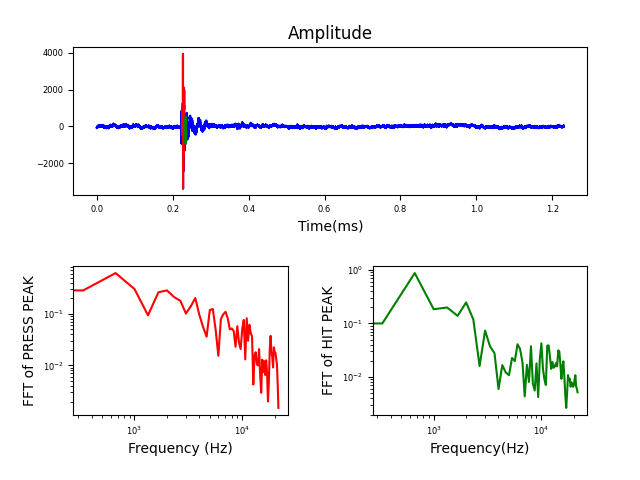 Amplitude
4000
2000
0
−2000
0.0 0.2 0.4 0.6 0.8 1.0 1.2
Time(ms)
FFT of PRESS PEAK
10⁻¹
10⁻²
10³ 10⁴
Frequency (Hz)
FFT of HIT PEAK
10⁰
10⁻¹
10⁻²
10³ 10⁴
Frequency(Hz)